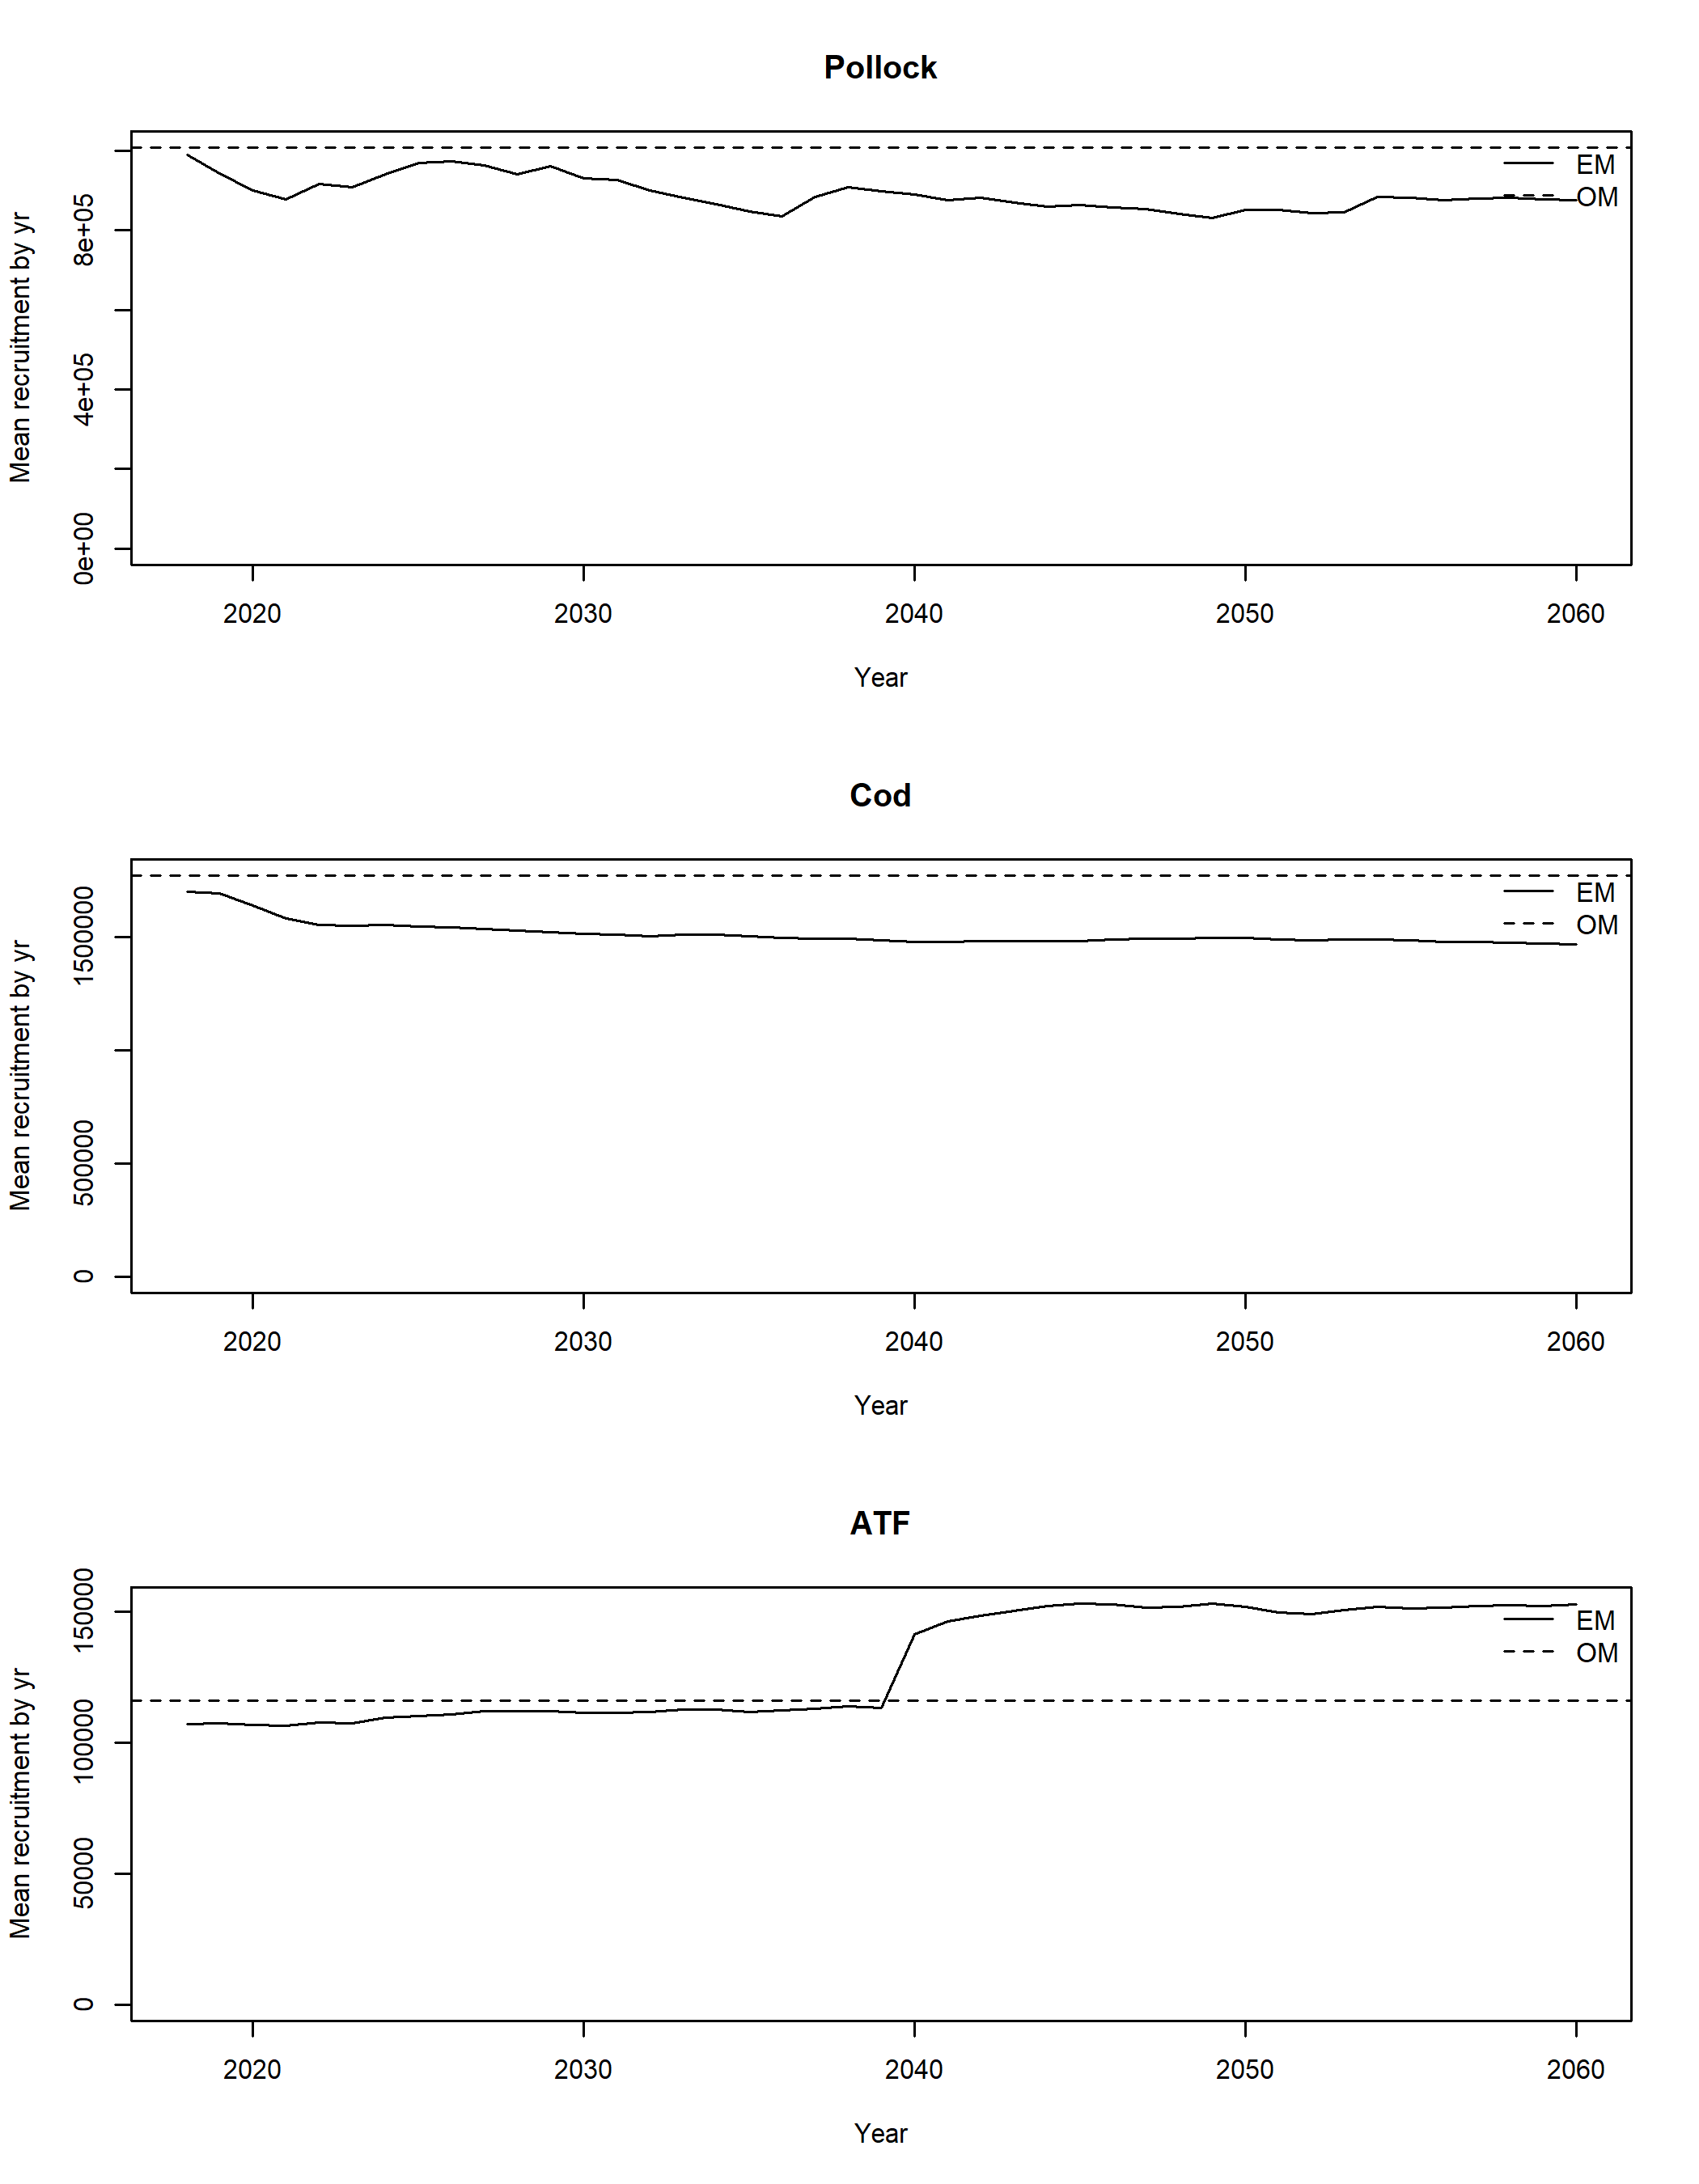 Pollock
Mean recruitment by yr
8e+05
4e+05
0e+00
EM
OM
2020 2030 2040 2050 2060
Year
Cod
Mean recruitment by yr
1500000
500000
0
EM
OM
2020 2030 2040 2050 2060
Year
ATF
Mean recruitment by yr
150000
100000
50000
0
EM
OM
2020 2030 2040 2050 2060
Year